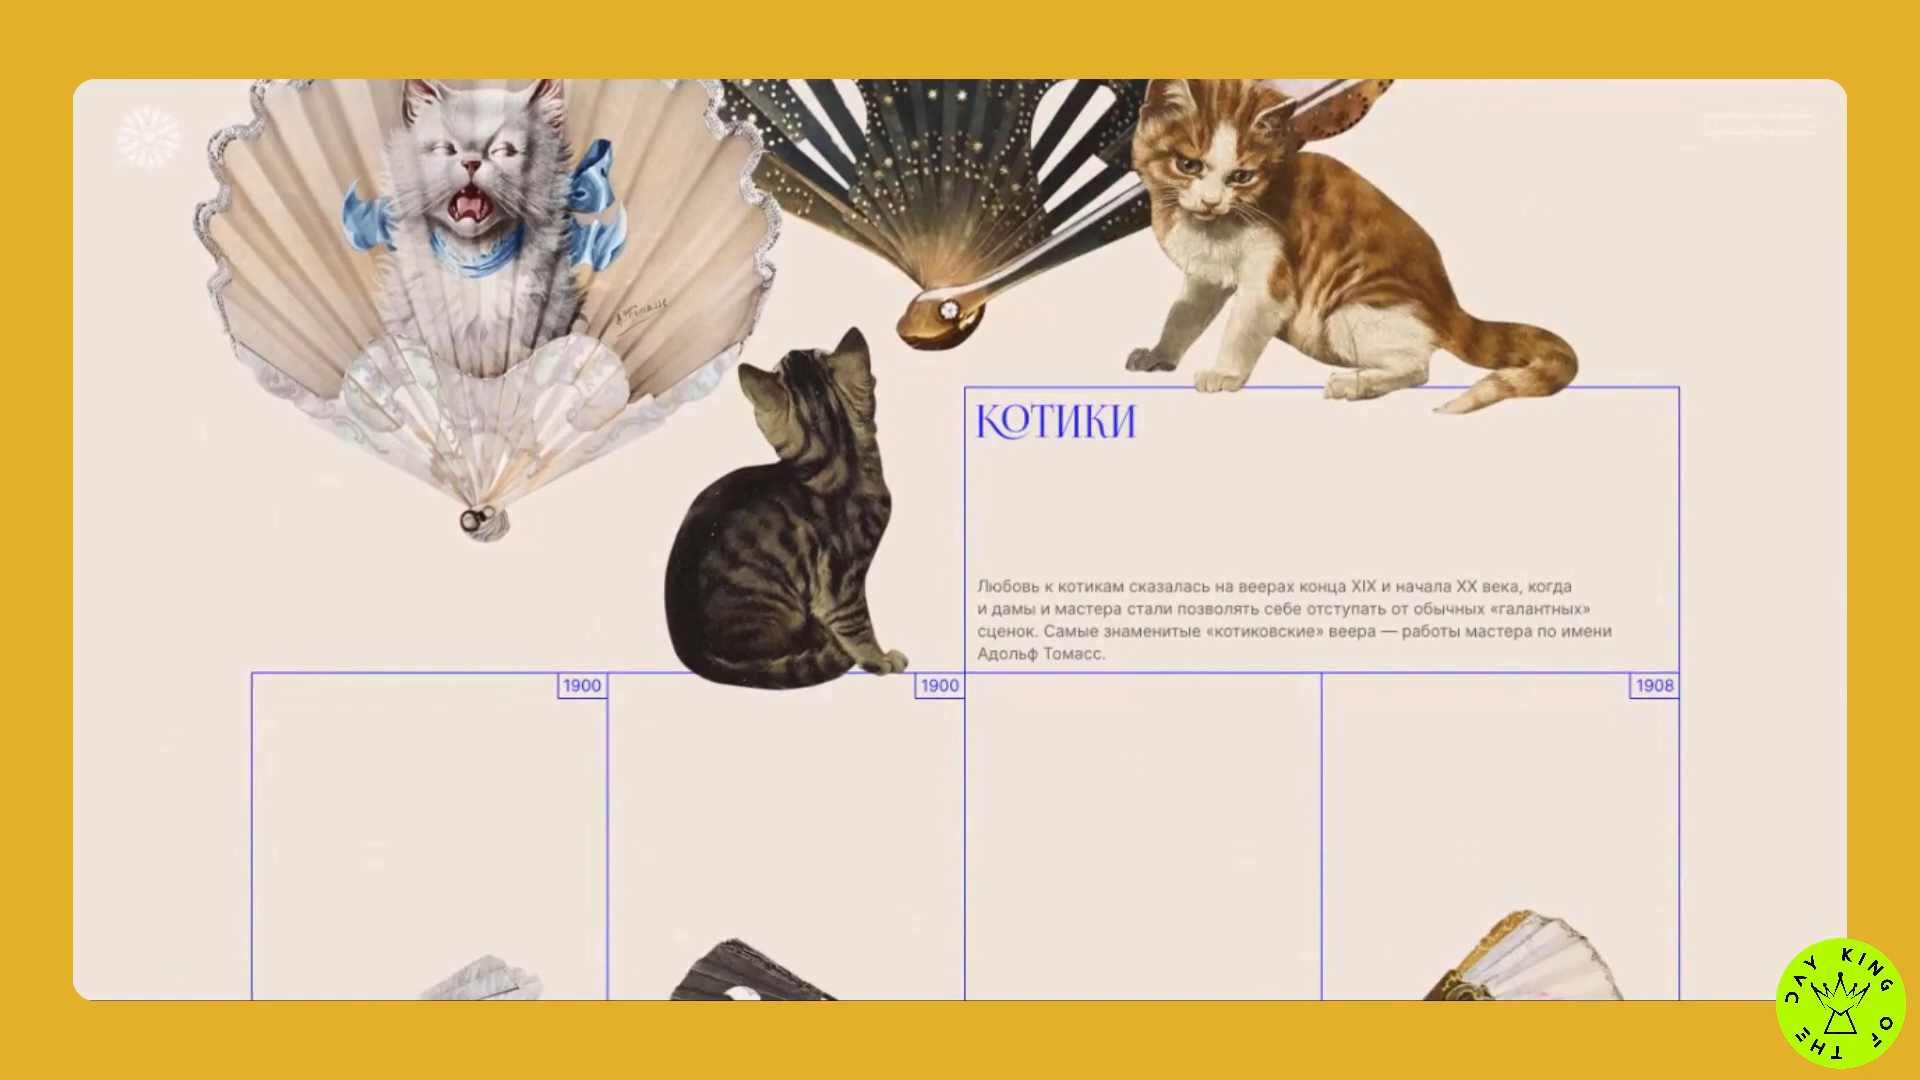 А. Томассе
КОТИКИ
Любовь к котикам сказалась на веерах конца XIX и начала XX века, когда
и дамы и мастера стали позволять себе отступать от обычных «галантных»
сценок. Самые знаменитые «котиковские» веера — работы мастера по имени
Адольф Томасс.
1900
1900
1908
KING OF THE DAY